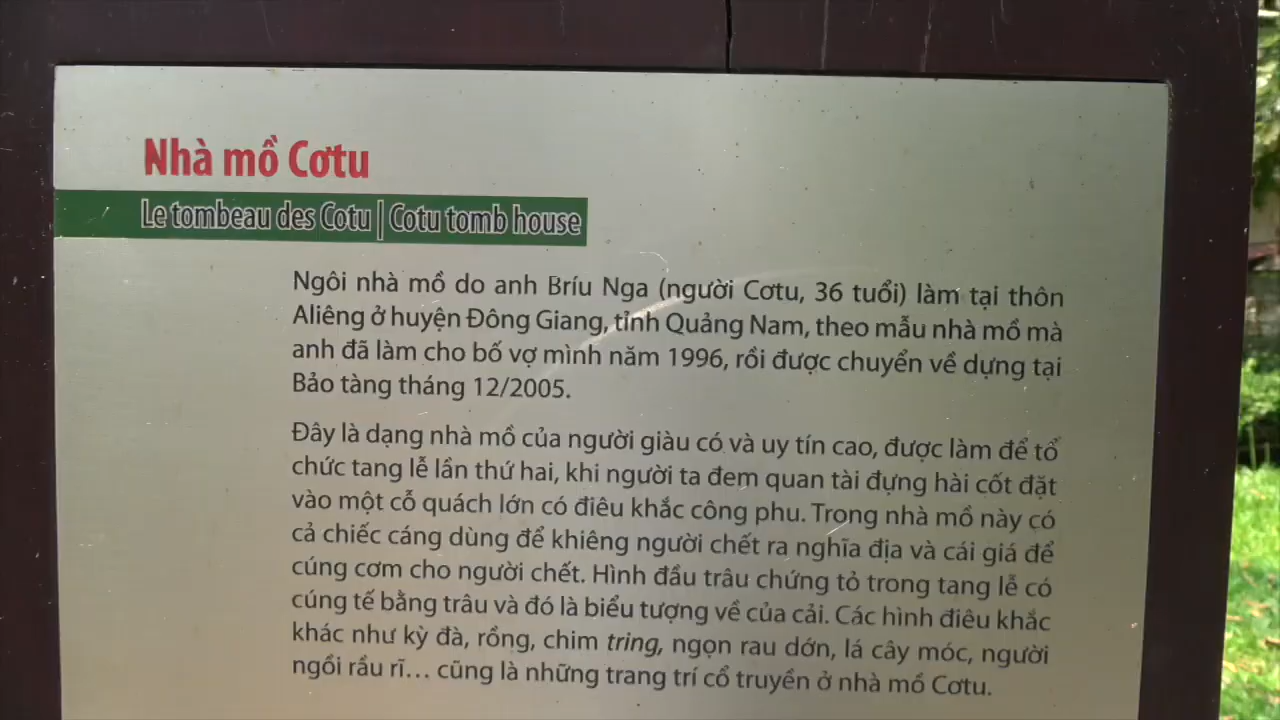 Nhà mồ Cơtu
Le tombeau des Cotu | Cotu tomb house
Ngôi nhà mồ do anh Bríu Nga (người Cơtu, 36 tuổi) làm tại thôn
Aliêng ở huyện Đông Giang, tỉnh Quảng Nam, theo mẫu nhà mồ mà
anh đã làm cho bố vợ mình năm 1996, rồi được chuyển về dựng tại
Bảo tàng tháng 12/2005.
Đây là dạng nhà mồ của người giàu có và uy tín cao, được làm để tổ
chức tang lễ lần thứ hai, khi người ta đem quan tài đựng hài cốt đặt
vào một cỗ quách lớn có điêu khắc công phu. Trong nhà mồ này có
cả chiếc cáng dùng để khiêng người chết ra nghĩa địa và cái giá để
cúng cơm cho người chết. Hình đầu trâu chứng tỏ trong tang lễ có
cúng tế bằng trâu và đó là biểu tượng về của cải. Các hình điêu khắc
khác như kỳ đà, rồng, chim tring, ngọn rau dớn, lá cây móc, người
ngồi rầu rĩ... cũng là những trang trí cổ truyền ở nhà mồ Cơtu.